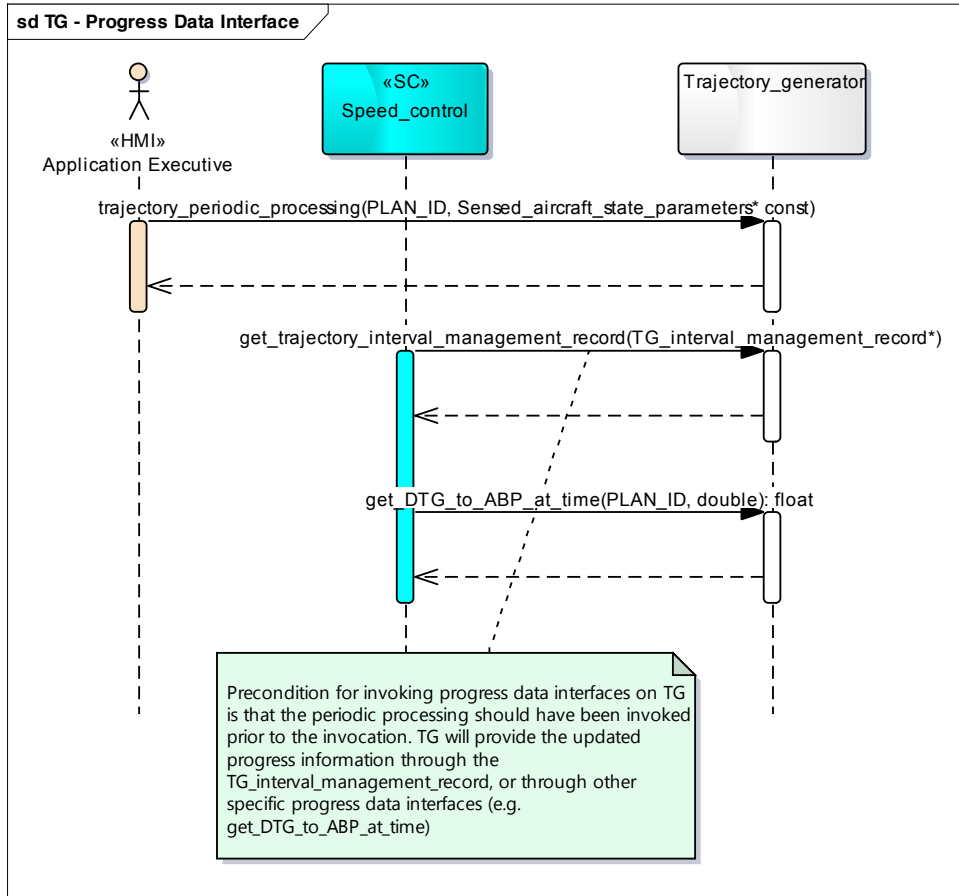 sd TG - Progress Data Interface
«HMI»
Application Executive
«SC»
Speed_control
Trajectory_generator
trajectory_periodic_processing(PLAN_ID, Sensed_aircraft_state_parameters* const)
get_trajectory_interval_management_record(TG_interval_management_record*)
get_DTG_to_ABP_at_time(PLAN_ID, double): float
Precondition for invoking progress data interfaces on TG
is that the periodic processing should have been invoked
prior to the invocation. TG will provide the updated
progress information through the
TG_interval_management_record, or through other
specific progress data interfaces (e.g.
get_DTG_to_ABP_at_time)